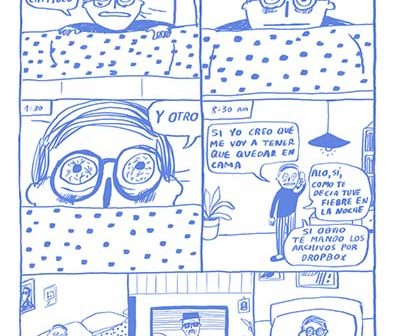 CAPITULO
1:30
Y OTRO
8:30 AM
SI YO CREO QUE
ME VOY A TENER
QUE QUEDAR EN
CAMA
ALO, SI,
COMO TE
DECIA TUVE
FIEBRE EN
LA NOCHE
SI OBVIO
TE MANDO LOS
ARCHIVOS POR
DROPBOX